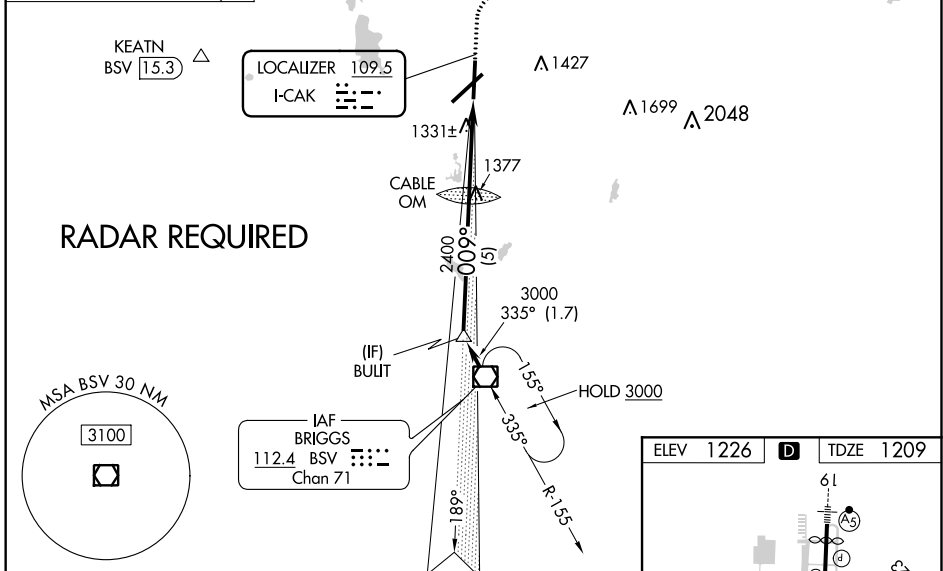 KEATN
BSV 15.3
LOCALIZER 109.5
I-CAK
1427
1699
2048
1331±
1377
CABLE
OM
RADAR REQUIRED
2400
009°
(5)
3000
335° (1.7)
(IF)
BULIT
155°
HOLD 3000
335°
MSA BSV 30 NM
3100
IAF
BRIGGS
112.4 BSV
Chan 71
R-155
189°
ELEV 1226 D TDZE 1209
19
A5
P